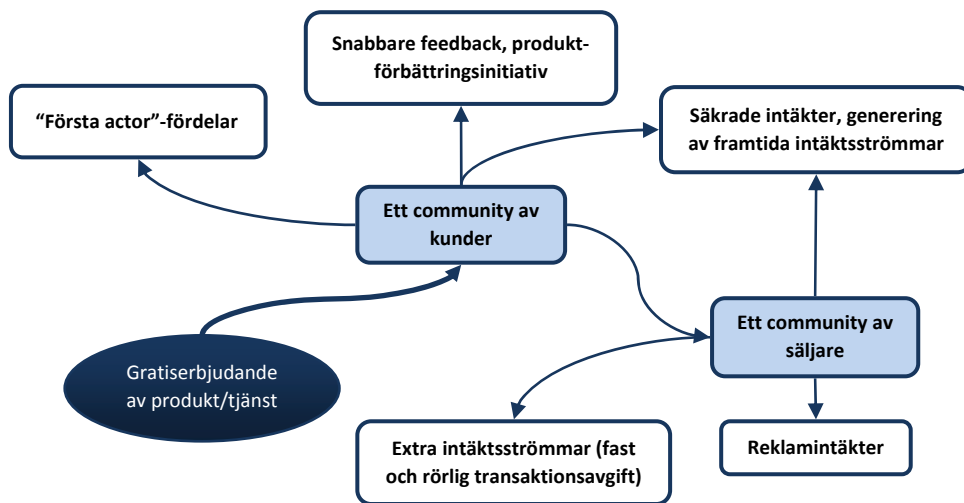 Snabbare feedback, produkt-
förbättringsinitiativ
“Första actor”-fördelar
Säkrade intäkter, generering
av framtida intäktsströmmar
Ett community av
kunder
Ett community av
säljare
Gratiserbjudande
av produkt/tjänst
Extra intäktsströmmar (fast
och rörlig transaktionsavgift)
Reklamintäkter